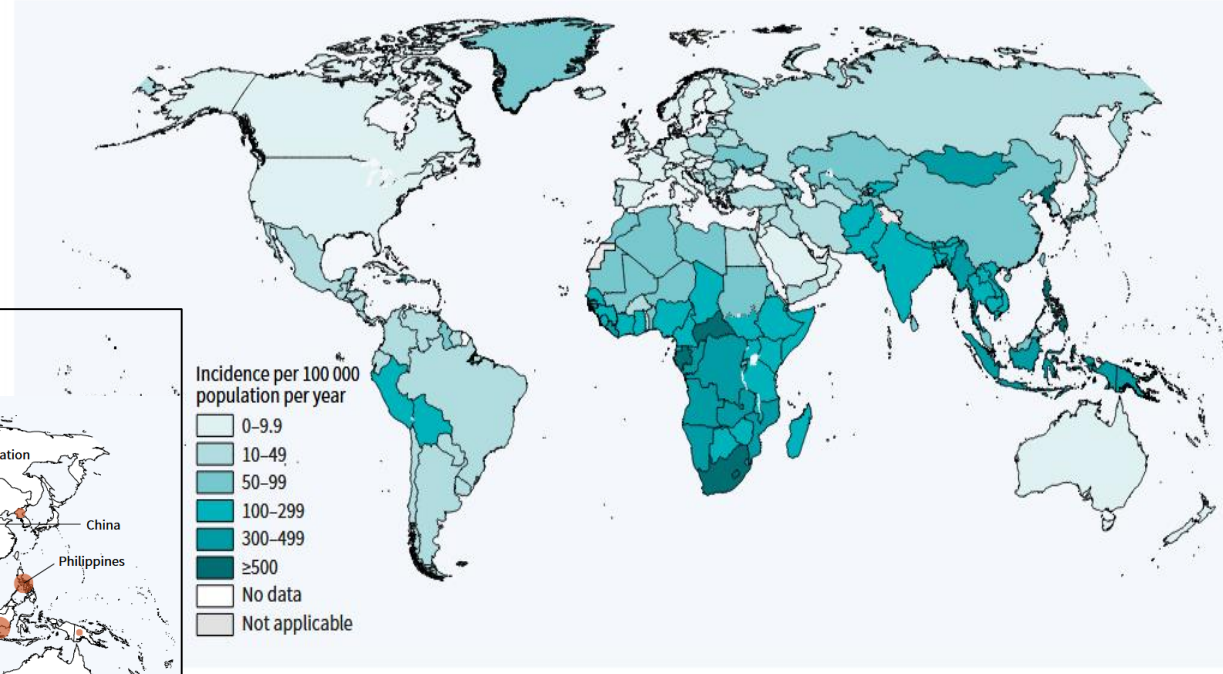 Incidence per 100 000
population per year
0–9.9
10–49
50–99
100–299
300–499
≥500
No data
Not applicable
ation
China
Philippines